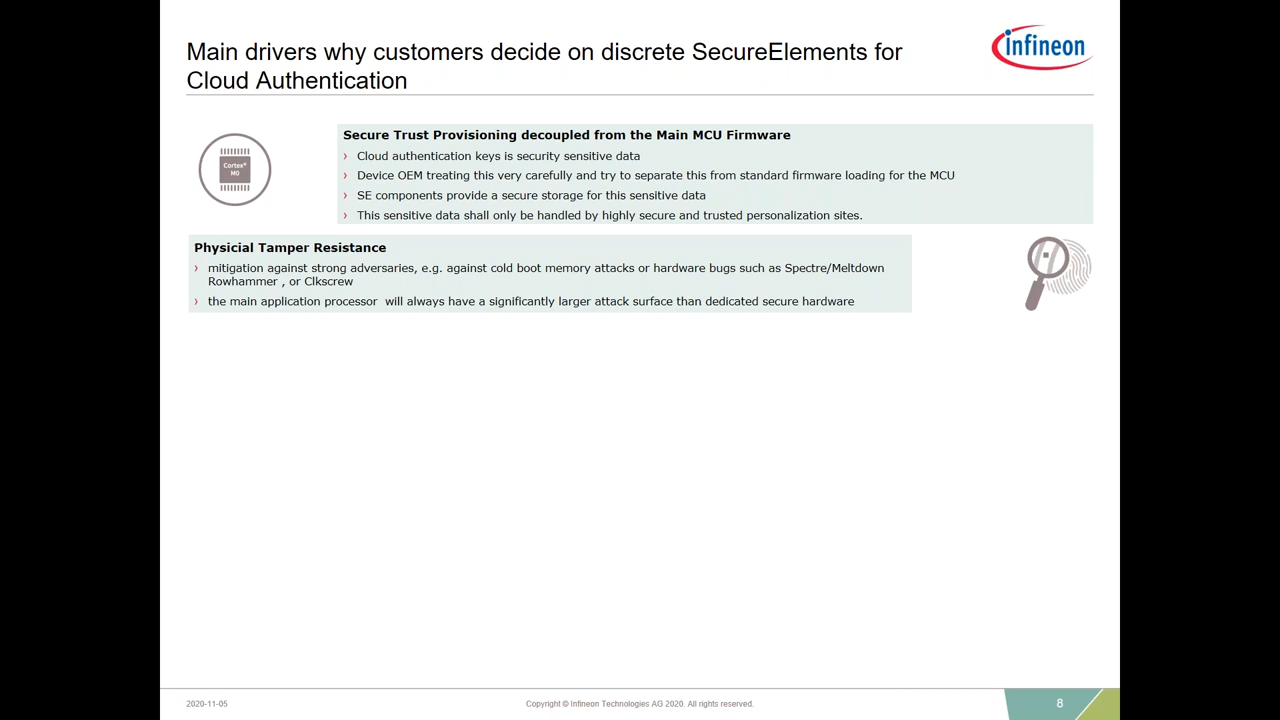 Main drivers why customers decide on discrete SecureElements for
Cloud Authentication
infineon
Cortex®
M0
Secure Trust Provisioning decoupled from the Main MCU Firmware
› Cloud authentication keys is security sensitive data
› Device OEM treating this very carefully and try to separate this from standard firmware loading for the MCU
› SE components provide a secure storage for this sensitive data
› This sensitive data shall only be handled by highly secure and trusted personalization sites.
Physicial Tamper Resistance
› mitigation against strong adversaries, e.g. against cold boot memory attacks or hardware bugs such as Spectre/Meltdown
Rowhammer , or Clkscrew
› the main application processor  will always have a significantly larger attack surface than dedicated secure hardware
2020-11-05
Copyright © Infineon Technologies AG 2020. All rights reserved.
8